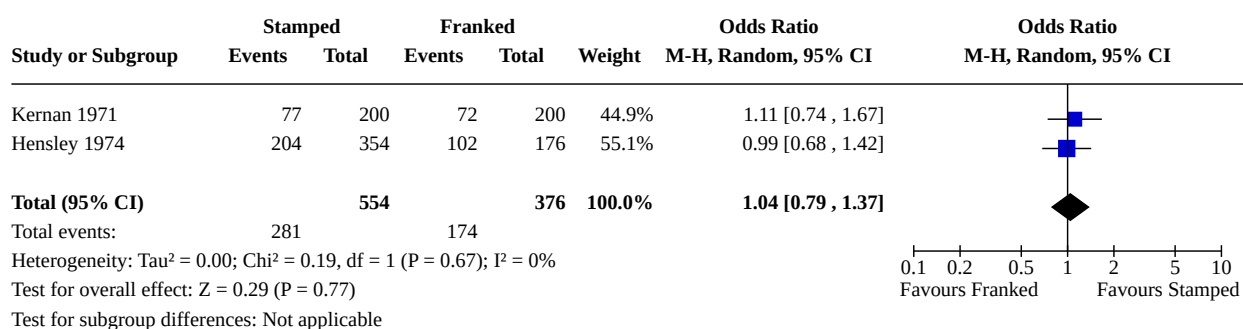 Stamped Franked Odds Ratio Odds Ratio
Study or Subgroup Events Total Events Total Weight M-H, Random, 95% CI M-H, Random, 95% CI
Kernan 1971 77 200 72 200 44.9% 1.11 [0.74 , 1.67]
Hensley 1974 204 354 102 176 55.1% 0.99 [0.68 , 1.42]
Total (95% CI) 554 376 100.0% 1.04 [0.79 , 1.37]
Total events: 281 174
Heterogeneity: Tau² = 0.00; Chi² = 0.19, df = 1 (P = 0.67); I² = 0%
0.1 0.2 0.5 1 2 5 10
Test for overall effect: Z = 0.29 (P = 0.77) Favours Franked Favours Stamped
Test for subgroup differences: Not applicable